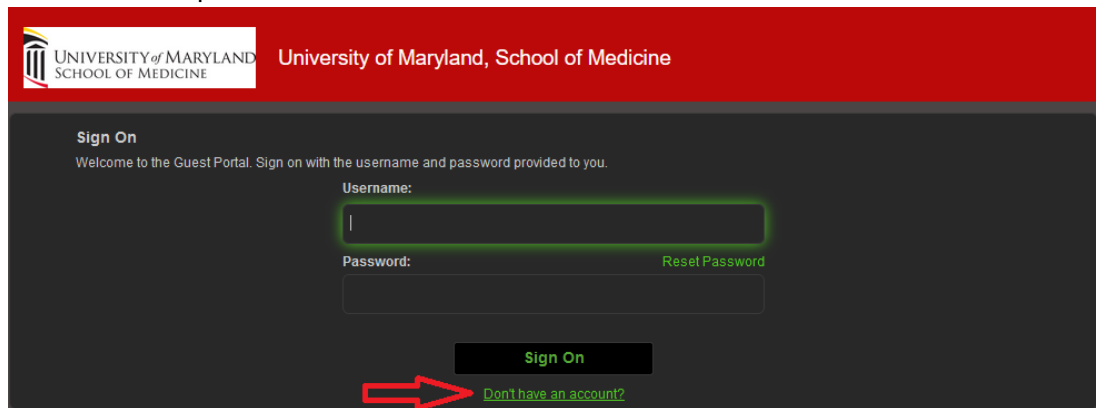 UNIVERSITY of MARYLAND
SCHOOL OF MEDICINE
University of Maryland, School of Medicine
Sign On
Welcome to the Guest Portal. Sign on with the username and password provided to you.
Username:
Password:
Reset Password
Sign On
Don't have an account?